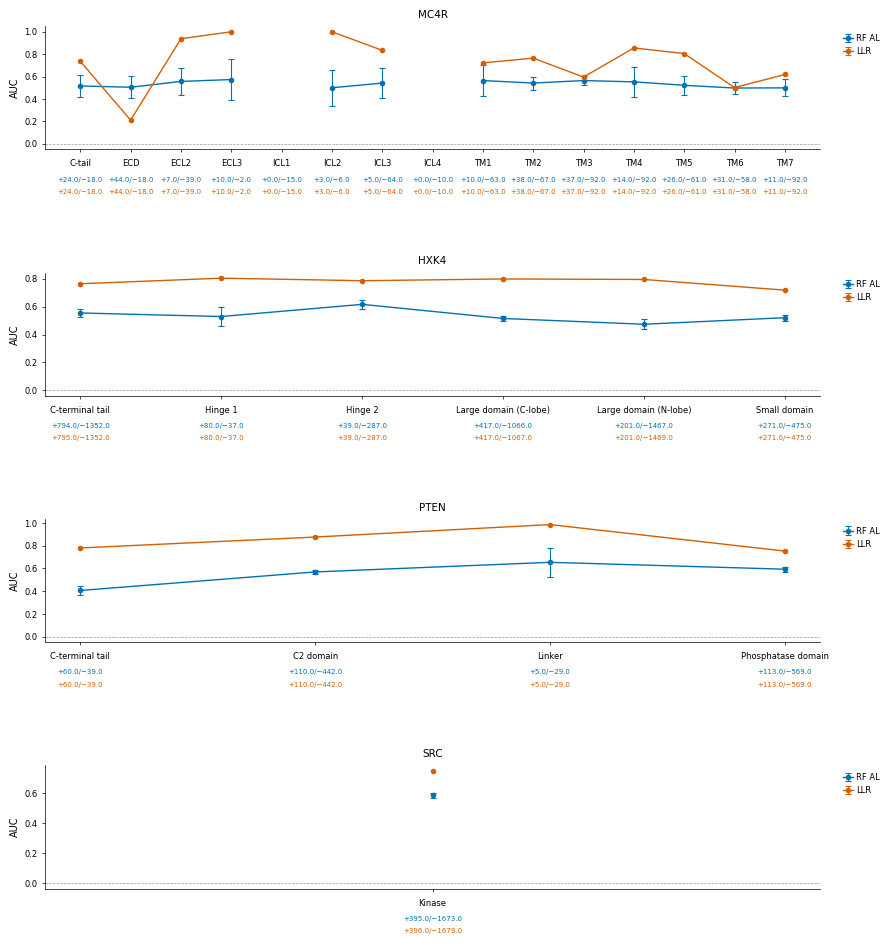 MC4R
AUC
1.0
0.8
0.6
0.4
0.2
0.0
RF AL
LLR
C-tail ECD ECL2 ECL3 ICL1 ICL2 ICL3 ICL4 TM1 TM2 TM3 TM4 TM5 TM6 TM7
+24.0/−18.0 +44.0/−18.0 +7.0/−39.0 +10.0/−2.0 +0.0/−15.0 +3.0/−6.0 +5.0/−64.0 +0.0/−10.0 +10.0/−63.0 +38.0/−67.0 +37.0/−92.0 +14.0/−92.0 +26.0/−61.0 +31.0/−58.0 +11.0/−92.0
+24.0/−18.0 +44.0/−18.0 +7.0/−39.0 +10.0/−2.0 +0.0/−15.0 +3.0/−6.0 +5.0/−64.0 +0.0/−10.0 +10.0/−63.0 +38.0/−67.0 +37.0/−92.0 +14.0/−92.0 +26.0/−61.0 +31.0/−58.0 +11.0/−92.0
HXK4
AUC
0.8
0.6
0.4
0.2
0.0
RF AL
LLR
C-terminal tail Hinge 1 Hinge 2 Large domain (C-lobe) Large domain (N-lobe) Small domain
+794.0/−1352.0 +80.0/−37.0 +39.0/−287.0 +417.0/−1066.0 +201.0/−1467.0 +271.0/−475.0
+795.0/−1352.0 +80.0/−37.0 +39.0/−287.0 +417.0/−1067.0 +201.0/−1469.0 +271.0/−475.0
PTEN
AUC
1.0
0.8
0.6
0.4
0.2
0.0
RF AL
LLR
C-terminal tail C2 domain Linker Phosphatase domain
+60.0/−39.0 +110.0/−442.0 +5.0/−29.0 +113.0/−569.0
+60.0/−39.0 +110.0/−442.0 +5.0/−29.0 +113.0/−569.0
SRC
AUC
0.6
0.4
0.2
0.0
RF AL
LLR
Kinase
+395.0/−1673.0
+396.0/−1679.0